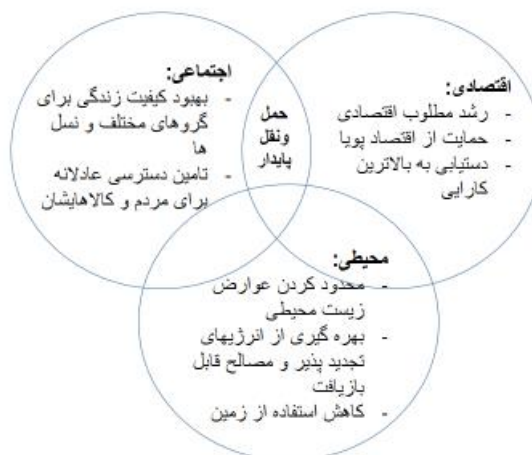 اقتصادی:
- رشد مطلوب اقتصادی
- حمایت از اقتصاد پویا
- دستیابی به بالاترین
کارایی
حمل
ونقل
پایدار
اجتماعی:
- بهبود کیفیت زندگی برای
گروهای مختلف و نسل
ها
- تامین دسترسی عادلانه
برای مردم و کالاهایشان
محیطی:
- محدود کردن عوارض
زیست محیطی
- بهره گیری از انرژیهای
تجدید پذیر و مصالح قابل
بازیافت
- کاهش استفاده از زمین